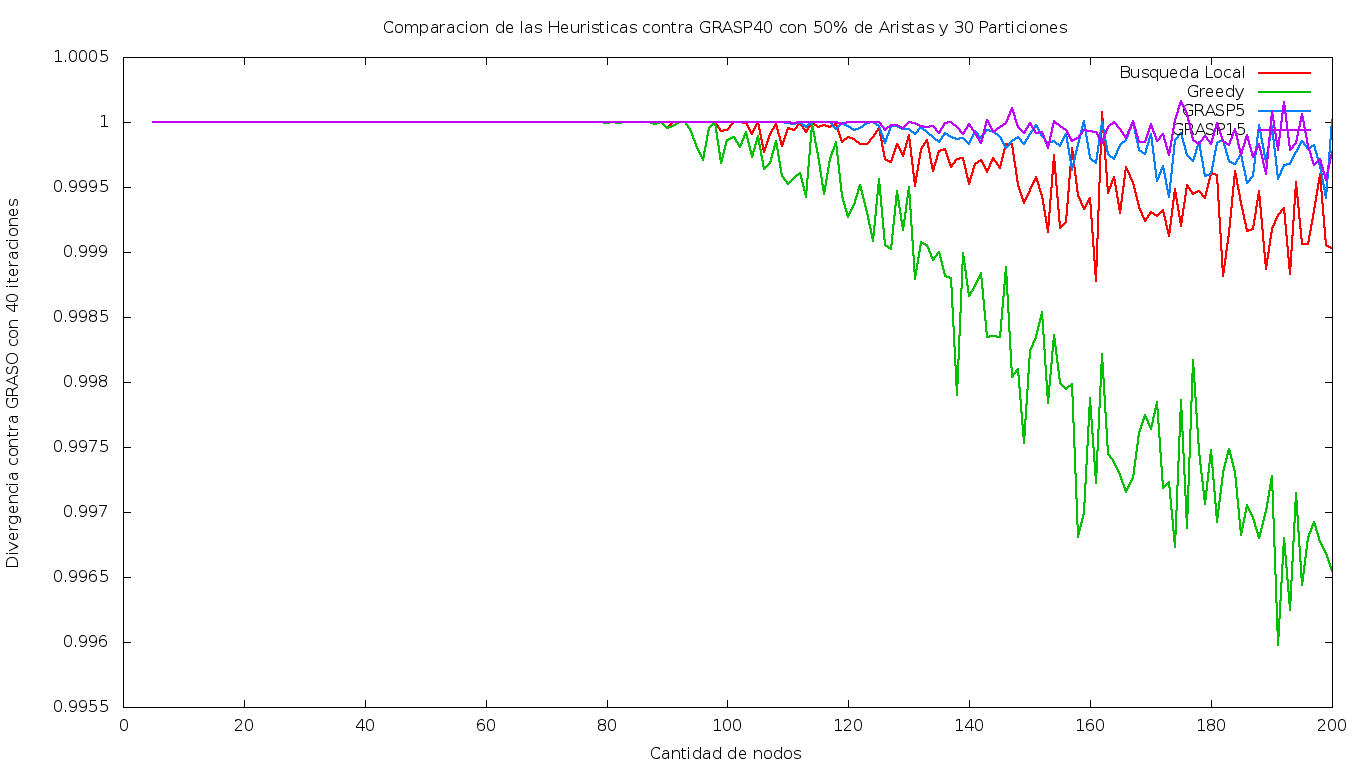 Comparacion de las Heuristicas contra GRASP40 con 50% de Aristas y 30 Particiones
Divergencia contra GRASO con 40 iteraciones
1.0005
1
0.9995
0.999
0.9985
0.998
0.9975
0.997
0.9965
0.996
0.9955
Busqueda Local
Greedy
GRASP5
GRASP15
0 20 40 60 80 100 120 140 160 180 200
Cantidad de nodos